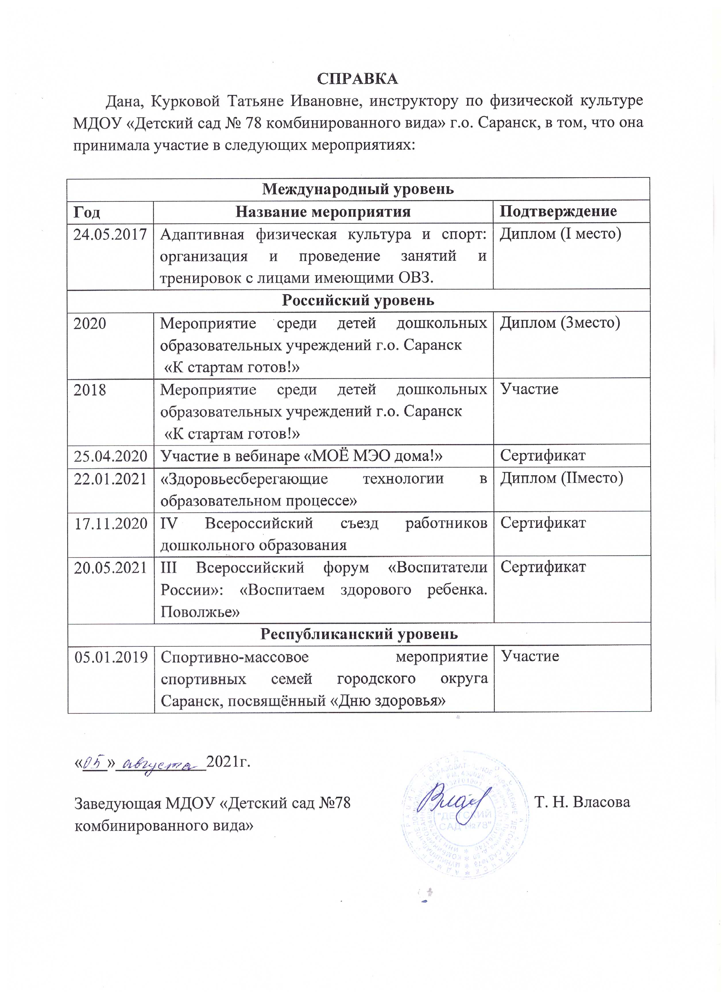 СПРАВКА
Дана, Курковой Татьяне Ивановне, инструктору по физической культуре
МДОУ «Детский сад № 78 комбинированного вида» г.о. Саранск, в том, что она
принимала участие в следующих мероприятиях:
Международный уровень
Год Название мероприятия Подтверждение
24.05.2017 Адаптивная физическая культура и спорт: Диплом (I место)
организация и проведение занятий и
тренировок с лицами имеющими ОВЗ.
Российский уровень
2020 Мероприятие среди детей дошкольных Диплом (3место)
образовательных учреждений г.о. Саранск
«К стартам готов!»
2018 Мероприятие среди детей дошкольных Участие
образовательных учреждений г.о. Саранск
«К стартам готов!»
25.04.2020 Участие в вебинаре «МОЁ МЭО дома!» Сертификат
22.01.2021 «Здоровьесберегающие технологии в Диплом (IIместо)
образовательном процессе»
17.11.2020 IV Всероссийский съезд работников Сертификат
дошкольного образования
20.05.2021 III Всероссийский форум «Воспитатели Сертификат
России»: «Воспитаем здорового ребенка.
Поволжье»
Республиканский уровень
05.01.2019 Спортивно-массовое мероприятие Участие
спортивных семей городского округа
Саранск, посвящённый «Дню здоровья»
«05» августа 2021г.
Заведующая МДОУ «Детский сад №78 Т. Н. Власова
комбинированного вида»
Влас
"ДЕТСКИЙ
САД №78"